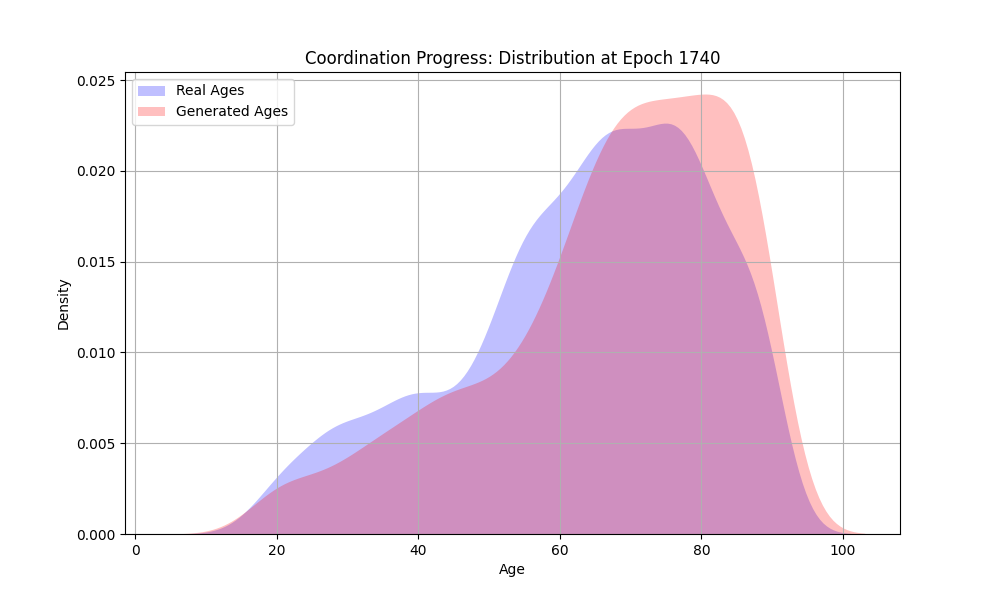 Coordination Progress: Distribution at Epoch 1740
Real Ages
Generated Ages
Density
0.025
0.020
0.015
0.010
0.005
0.000
0 20 40 60 80 100
Age